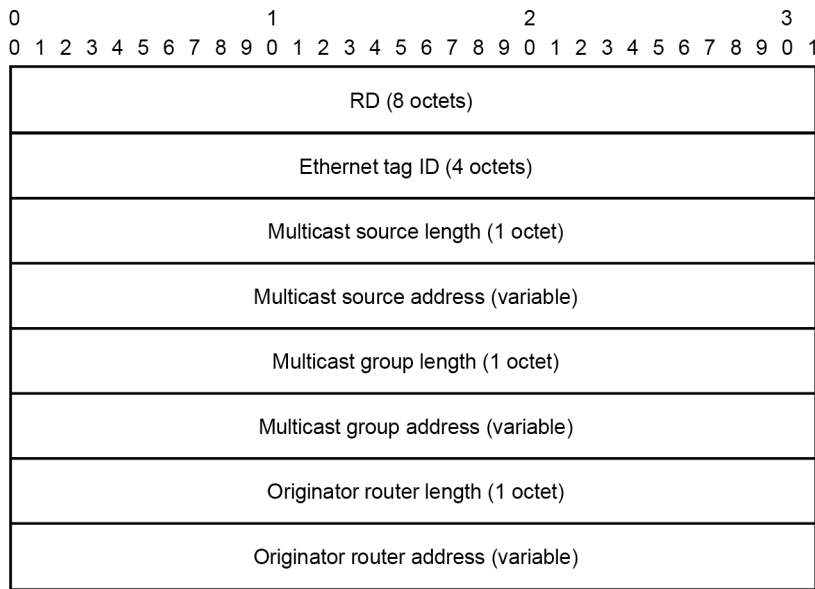 0 1 2 3
0 1 2 3 4 5 6 7 8 9 0 1 2 3 4 5 6 7 8 9 0 1 2 3 4 5 6 7 8 9 0 1
RD (8 octets)
Ethernet tag ID (4 octets)
Multicast source length (1 octet)
Multicast source address (variable)
Multicast group length (1 octet)
Multicast group address (variable)
Originator router length (1 octet)
Originator router address (variable)